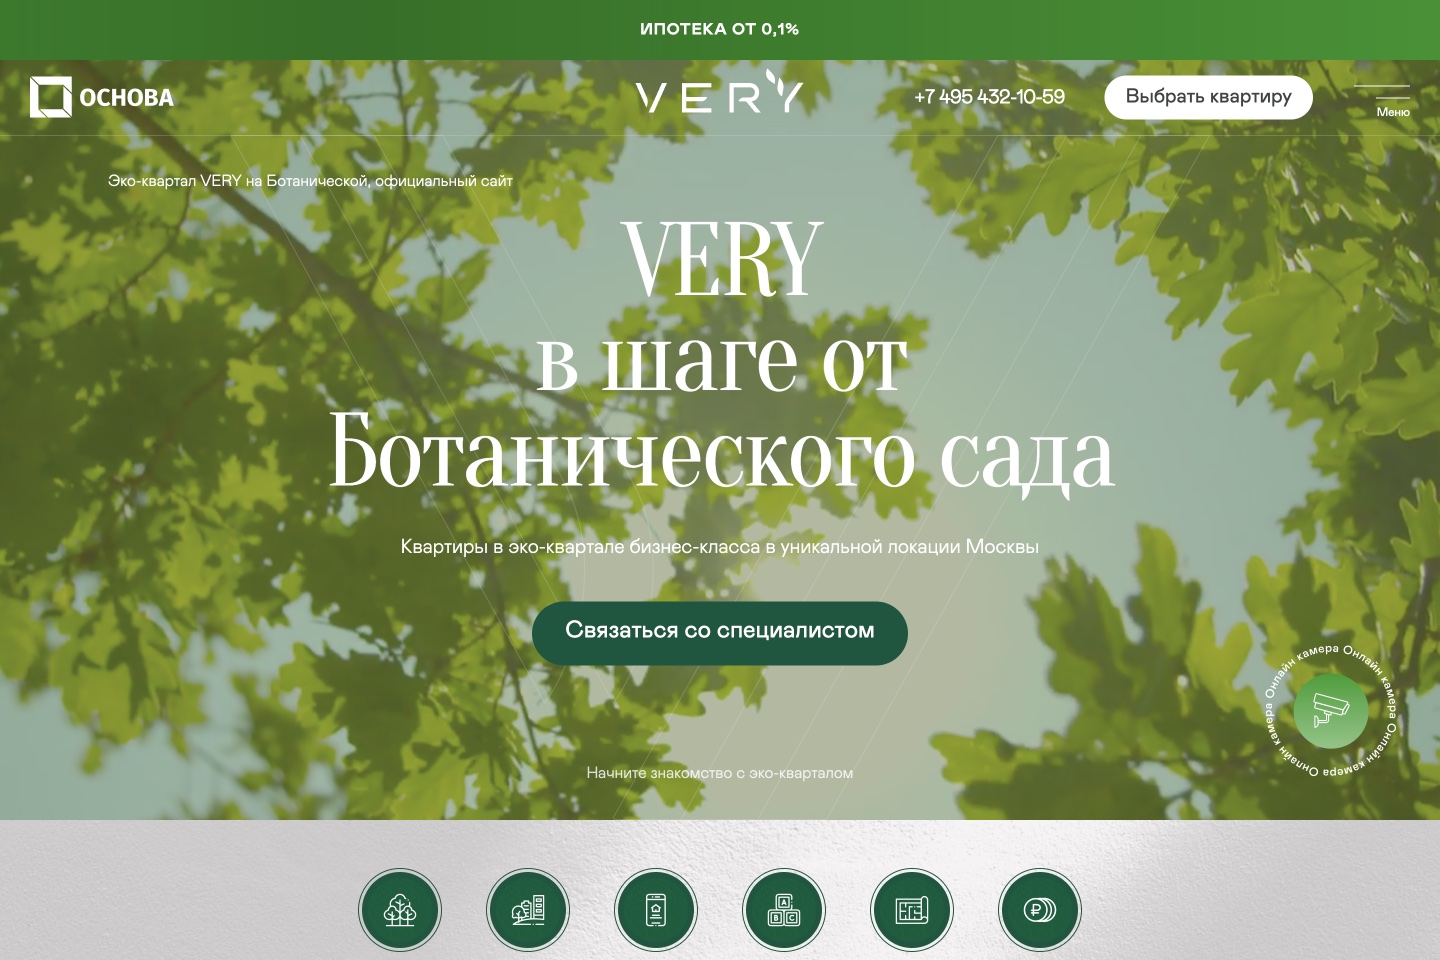 ИПОТЕКА ОТ 0,1%
ОСНОВА
VERY
+7 495 432-10-59
Выбрать квартиру
Меню
Эко-квартал VERY на Ботанической, официальный сайт
VERY
в шаге от
Ботанического сада
Квартиры в эко-квартале бизнес-класса в уникальной локации Москвы
Связаться со специалистом
Онлайн камера Онлайн камера Онлайн камера Онлайн камера
Начните знакомство с эко-кварталом
A
B C